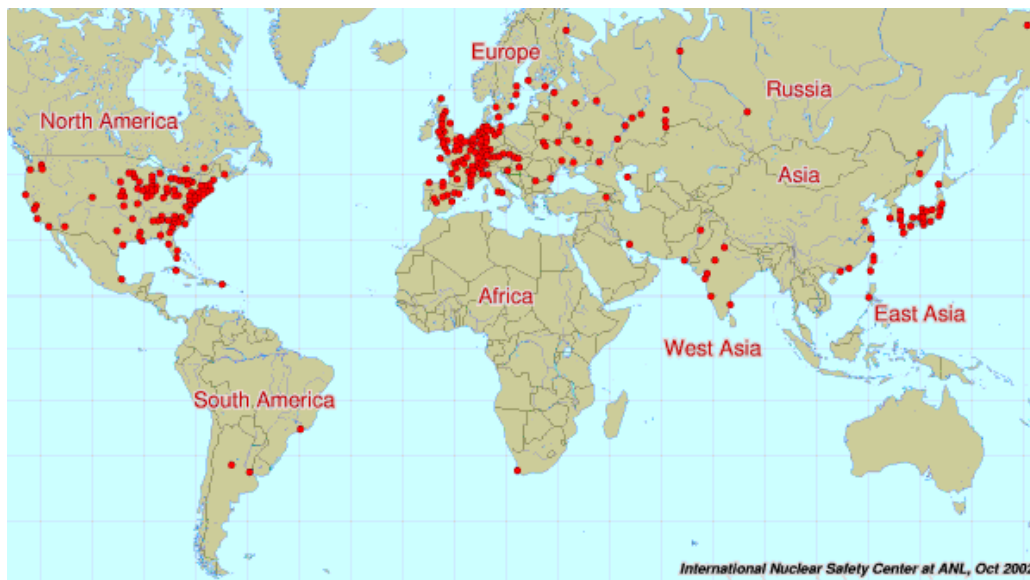 Europe
Russia
North America
Asia
Africa
East Asia
West Asia
South America
International Nuclear Safety Center at ANL, Oct 2002